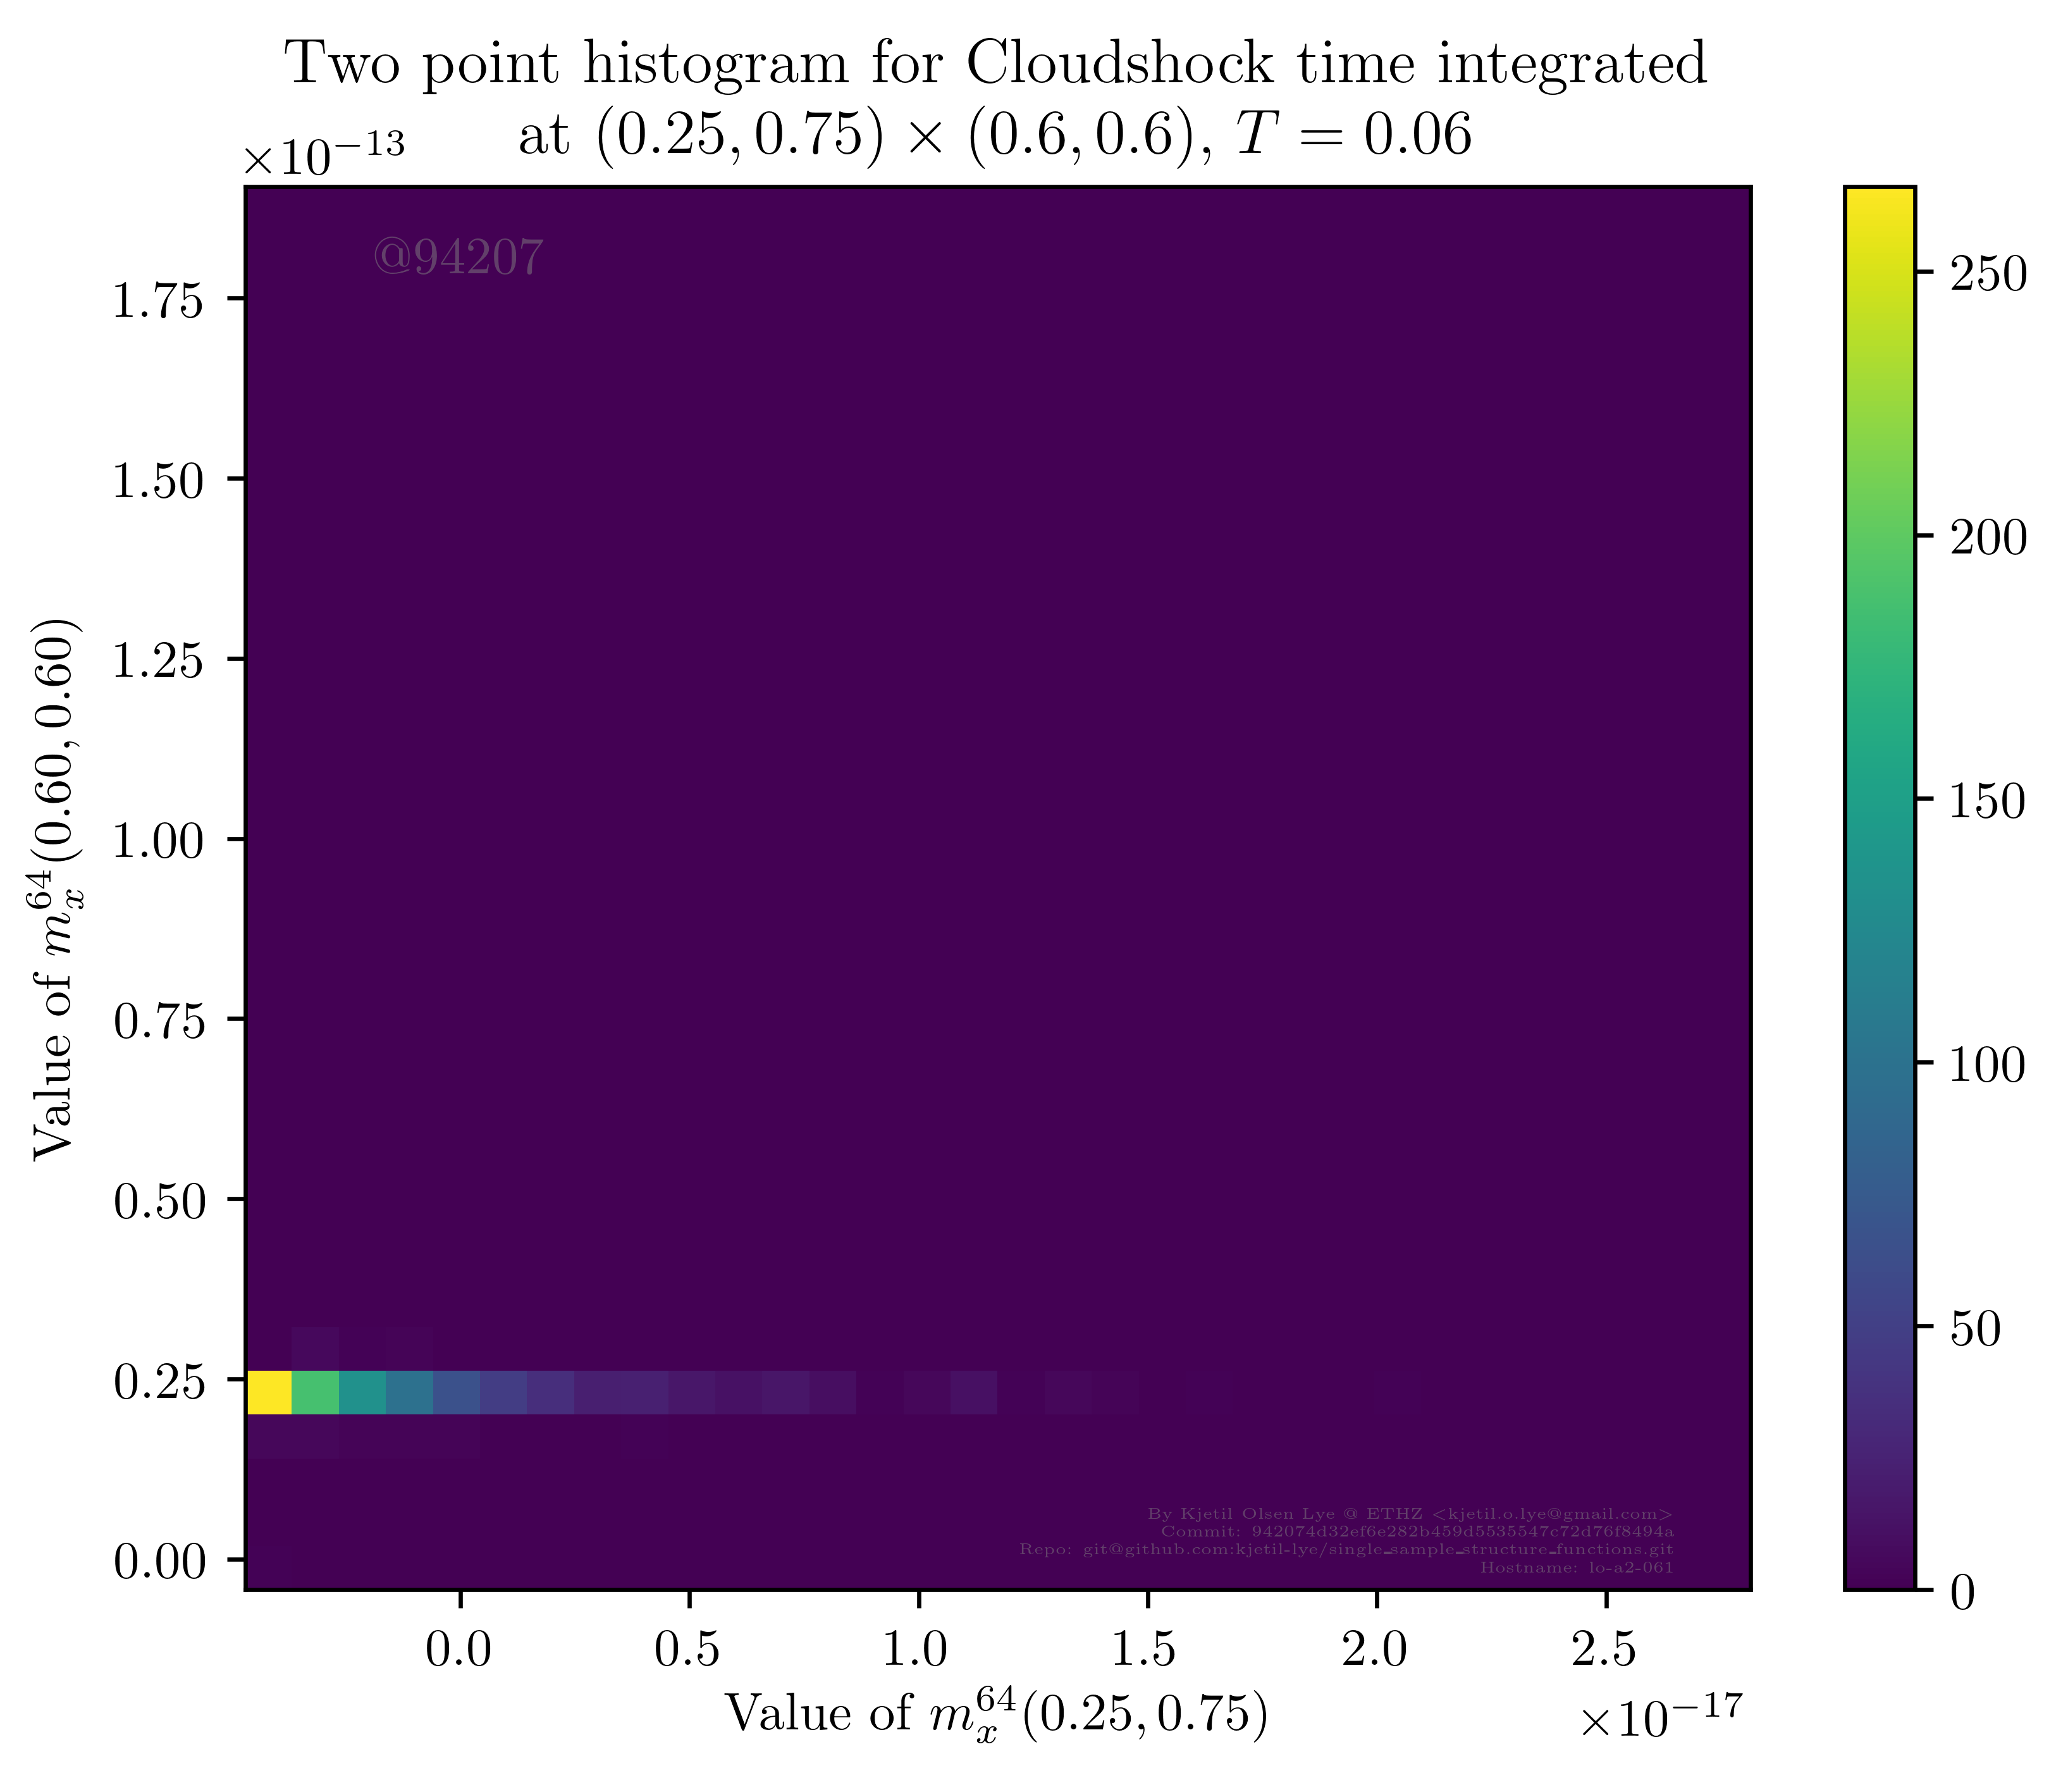 Two point histogram for Cloudshock time integrated
at (0.25, 0.75) × (0.6, 0.6), T = 0.06
×10⁻¹³
@94207
1.75
1.50
1.25
1.00
0.75
0.50
0.25
0.00
Value of m_x^64(0.60, 0.60)
250
200
150
100
50
0
By Kjetil Olsen Lye @ ETHZ <kjetil.o.lye@gmail.com>
Commit: 942074d32ef6e282b459d5535547c72d76f8494a
Repo: git@github.com:kjetil-lye/single_sample_structure_functions.git
Hostname: lo-a2-061
0.0 0.5 1.0 1.5 2.0 2.5
Value of m_x^64(0.25, 0.75)
×10⁻¹⁷